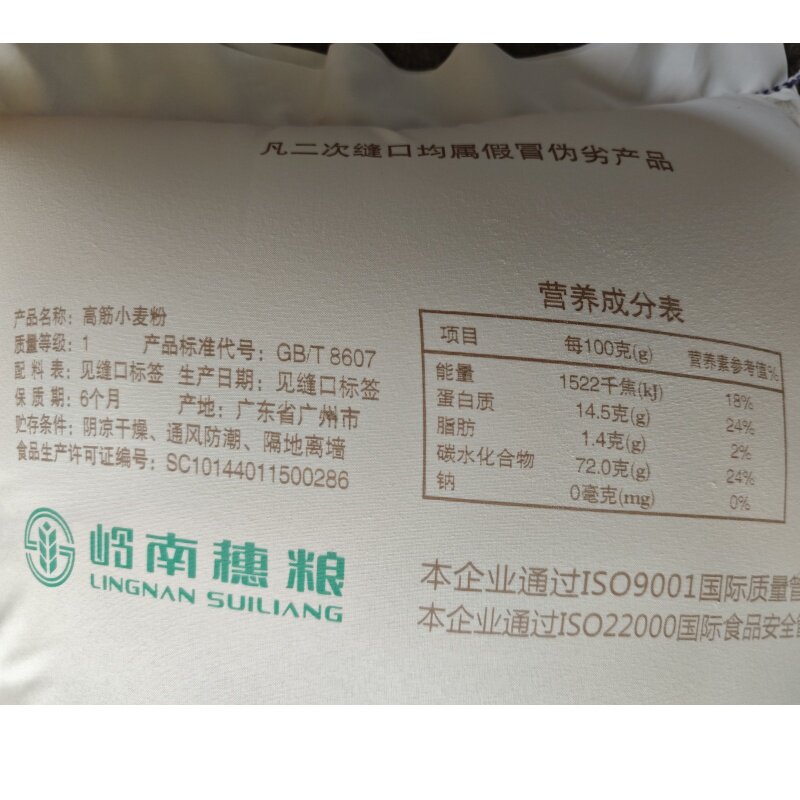 凡二次缝口均属假冒伪劣产品
产品名称：高筋小麦粉
质量等级：1 产品标准代号：GB/T 8607
配料表：见缝口标签 生产日期：见缝口标签
保质期：6个月 产地：广东省广州市
贮存条件：阴凉干燥、通风防潮、隔地离墙
食品生产许可证编号：SC10144011500286
营养成分表
项目 每100克(g) 营养素参考值%
能量 1522千焦(kJ) 18%
蛋白质 14.5克(g) 24%
脂肪 1.4克(g) 2%
碳水化合物 72.0克(g) 24%
钠 0毫克(mg) 0%
岭南穗粮
LINGNAN SUILIANG
本企业通过ISO9001国际质量管
本企业通过ISO22000国际食品安全